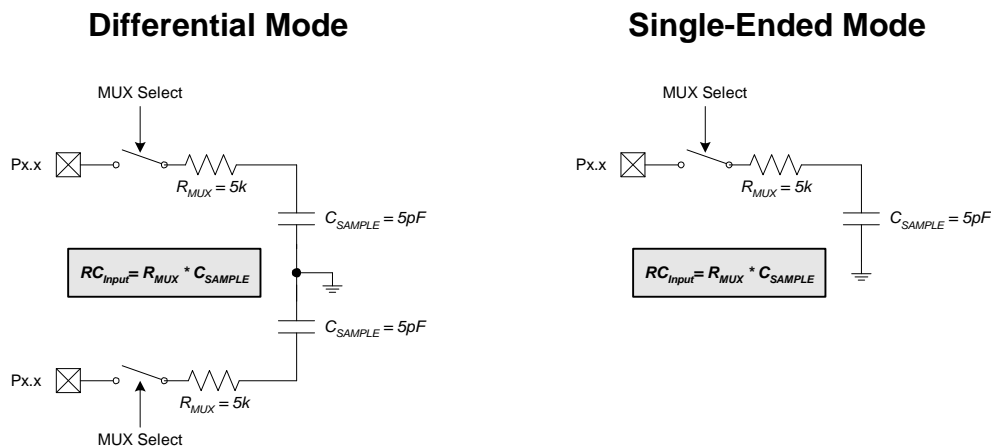 Differential Mode
MUX Select
Px.x
R_MUX = 5k
C_SAMPLE = 5pF
RC_Input= R_MUX * C_SAMPLE
C_SAMPLE = 5pF
Px.x
R_MUX = 5k
MUX Select
Single-Ended Mode
MUX Select
Px.x
R_MUX = 5k
C_SAMPLE = 5pF
RC_Input= R_MUX * C_SAMPLE